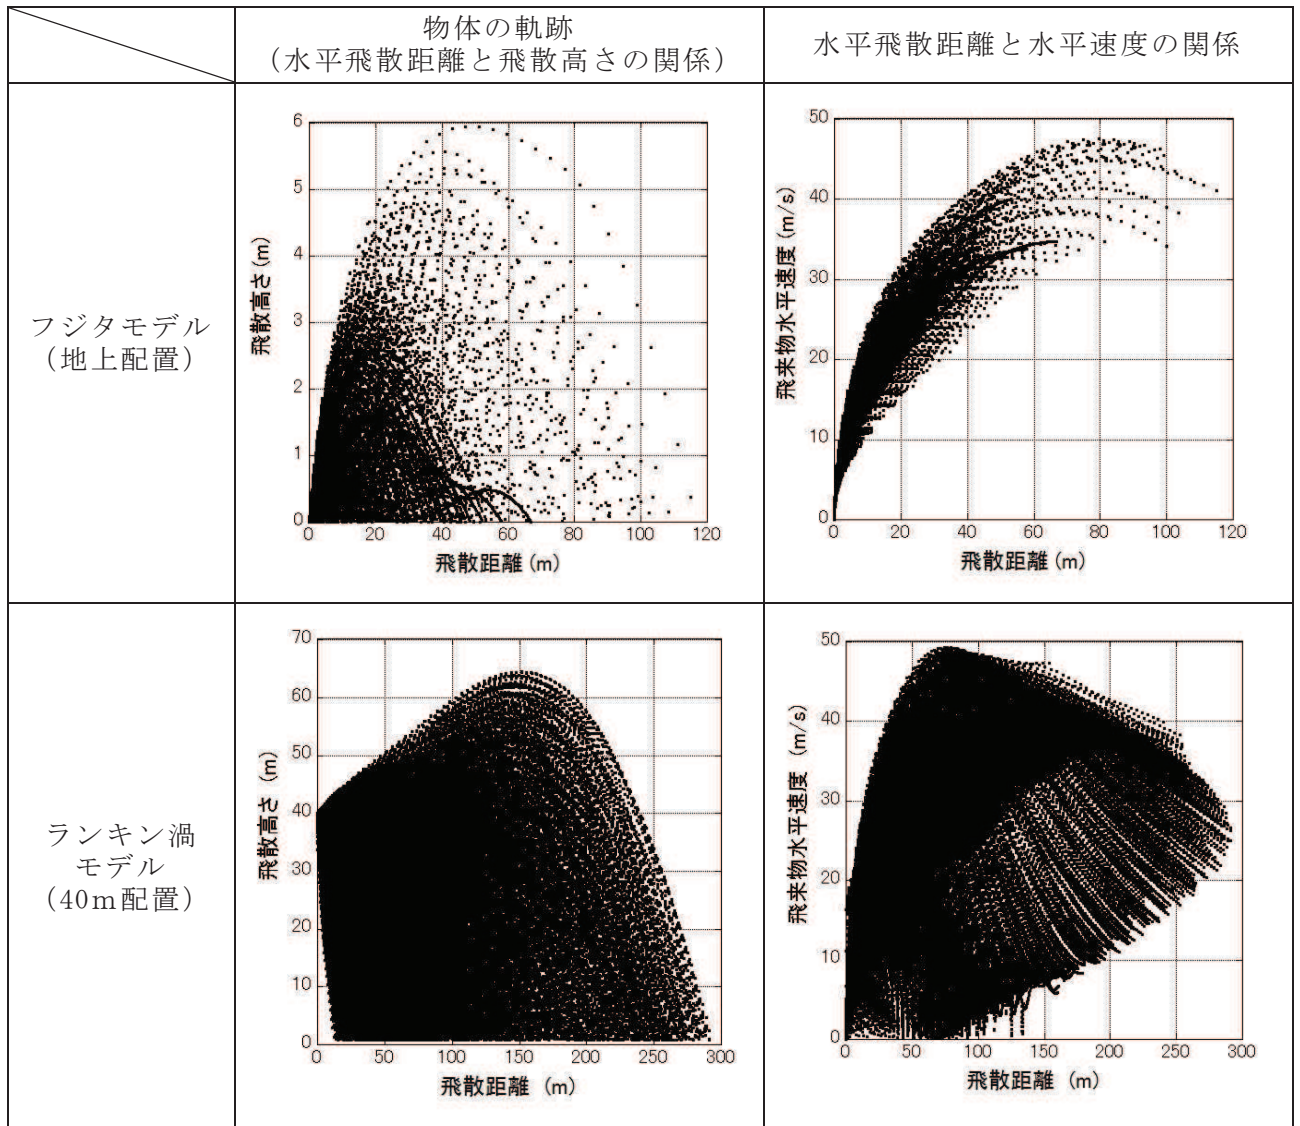 物体の軌跡
(水平飛散距離と飛散高さの関係)
水平飛散距離と水平速度の関係
フジタモデル
(地上配置)
6
5
4
3
2
1
0
飛散高さ(m)
0 20 40 60 80 100 120
飛散距離(m)
50
40
30
20
10
0
飛来物水平速度(m/s)
0 20 40 60 80 100 120
飛散距離(m)
ランキン渦
モデル
(40m配置)
70
60
50
40
30
20
10
0
飛散高さ (m)
0 50 100 150 200 250 300
飛散距離 (m)
50
40
30
20
10
0
飛来物水平速度 (m/s)
0 50 100 150 200 250 300
飛散距離 (m)